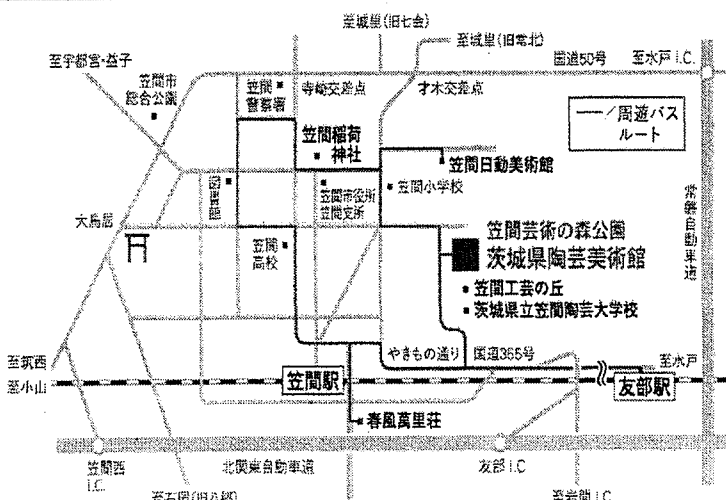 至城里(旧七会)
至城里(旧常北)
至宇都宮・益子
国道50号
至水戸I.C.
笠間市
総合公園
笠間
警察署
寺崎交差点
才木交差点
周遊バス
ルート
笠間稲荷
神社
笠間日動美術館
図書館
笠間市役所
笠間支所
笠間小学校
大鳥居
笠間
高校
常磐自動車道
笠間芸術の森公園
茨城県陶芸美術館
笠間工芸の丘
茨城県立笠間陶芸大学校
至筑西
至小山
やきもの通り
国道355号
至水戸
笠間駅
友部駅
春風萬里荘
笠間西
I.C.
北関東自動車道
友部I.C
至岩間I.C